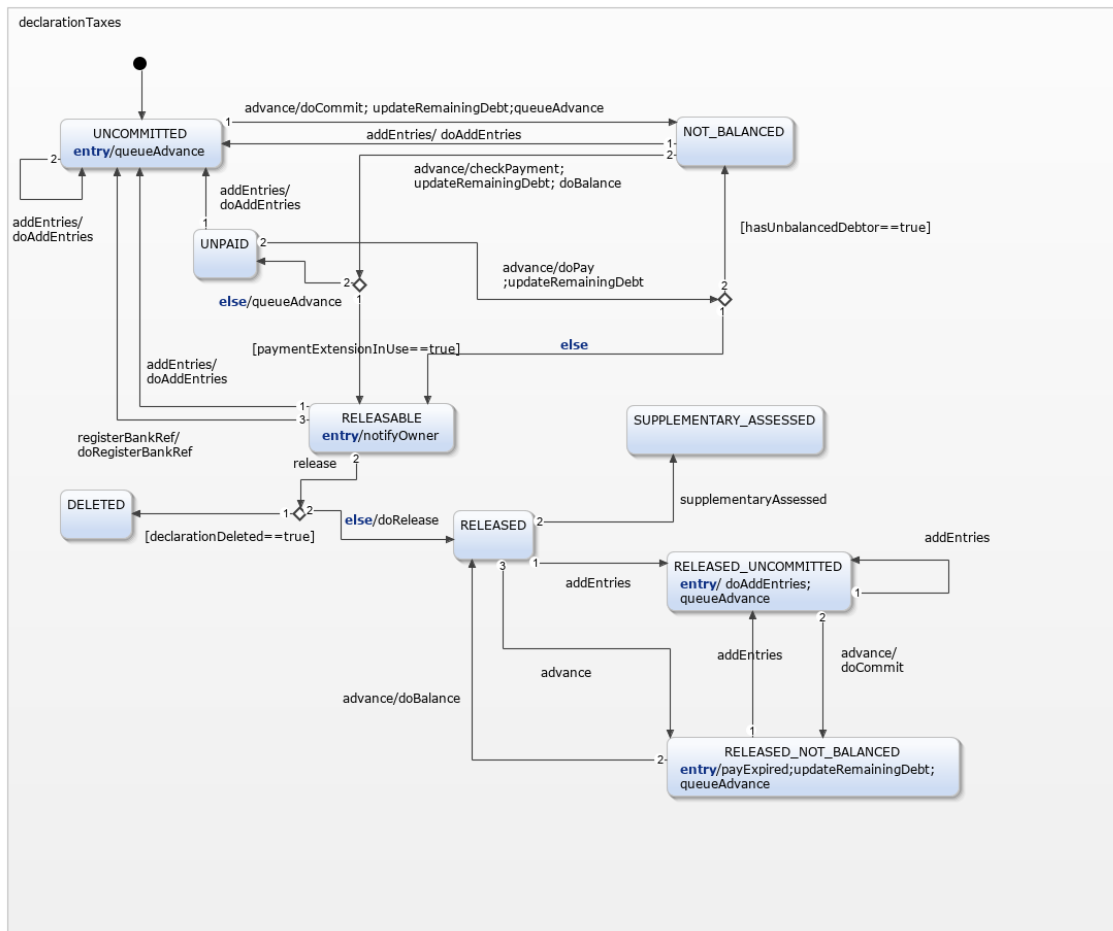 declarationTaxes
advance/doCommit; updateRemainingDebt;queueAdvance
1
UNCOMMITTED
entry/queueAdvance
NOT_BALANCED
addEntries/ doAddEntries
1
2
2
advance/checkPayment;
updateRemainingDebt; doBalance
addEntries/
doAddEntries
addEntries/
doAddEntries
1
[hasUnbalancedDebtor==true]
UNPAID
2
advance/doPay
;updateRemainingDebt
2
2
else/queueAdvance
1
1
[paymentExtensionInUse==true]
else
addEntries/
doAddEntries
1
3
RELEASABLE
entry/notifyOwner
SUPPLEMENTARY_ASSESSED
registerBankRef/
doRegisterBankRef
release
2
DELETED
1
2
supplementaryAssessed
else/doRelease
RELEASED
2
[declarationDeleted==true]
addEntries
3
1
RELEASED_UNCOMMITTED
entry/ doAddEntries;
queueAdvance
addEntries
1
2
addEntries
advance/
doCommit
advance
advance/doBalance
1
RELEASED_NOT_BALANCED
2
entry/payExpired;updateRemainingDebt;
queueAdvance